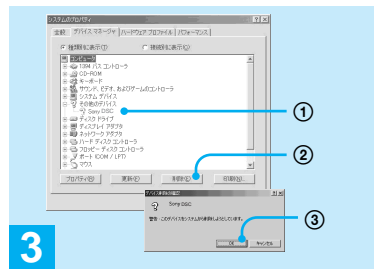 システムのプロパティ
全般 デバイス マネージャ ハードウェア プロファイル パフォーマンス
種類別に表示(T) 接続別に表示(C)
コンピュータ
1394 バス コントローラ
CD-ROM
キーボード
サウンド、ビデオ、およびゲームのコントローラ
システム デバイス
その他のデバイス
Sony DSC
ディスク ドライブ
ディスプレイ アダプタ
ネットワーク アダプタ
ハード ディスク コントローラ
フロッピー ディスク コントローラ
ポート (COM / LPT)
マウス
プロパティ(R) 更新(F) 削除(E) 印刷(N)...
①
②
デバイス削除の確認
Sony DSC
警告 : このデバイスをシステムから削除しようとしています。
OK キャンセル
③
3